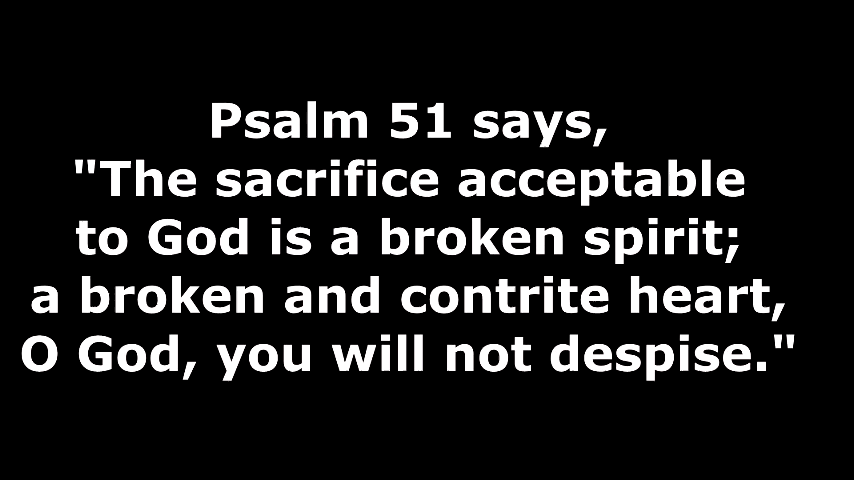 Psalm 51 says,
"The sacrifice acceptable
to God is a broken spirit;
a broken and contrite heart,
O God, you will not despise."